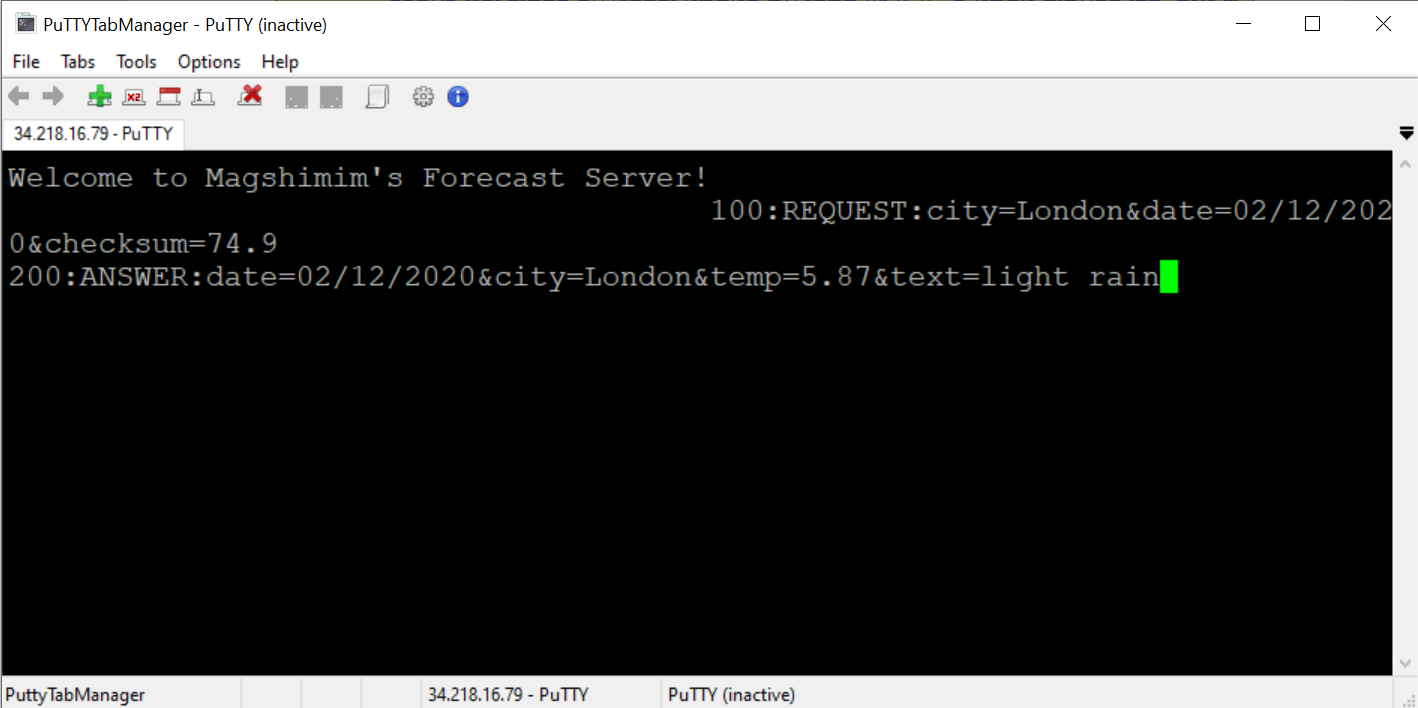 PuTTYTabManager - PuTTY (inactive)
File Tabs Tools Options Help
34.218.16.79 - PuTTY
Welcome to Magshimim's Forecast Server!
100:REQUEST:city=London&date=02/12/202
0&checksum=74.9
200:ANSWER:date=02/12/2020&city=London&temp=5.87&text=light rain
PuttyTabManager 34.218.16.79 - PuTTY PuTTY (inactive)